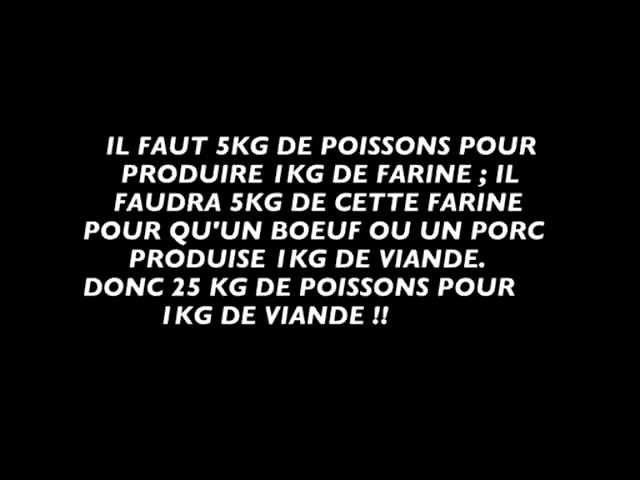 IL FAUT 5KG DE POISSONS POUR
PRODUIRE 1KG DE FARINE ; IL
FAUDRA 5KG DE CETTE FARINE
POUR QU'UN BOEUF OU UN PORC
PRODUISE 1KG DE VIANDE.
DONC 25 KG DE POISSONS POUR
1KG DE VIANDE !!